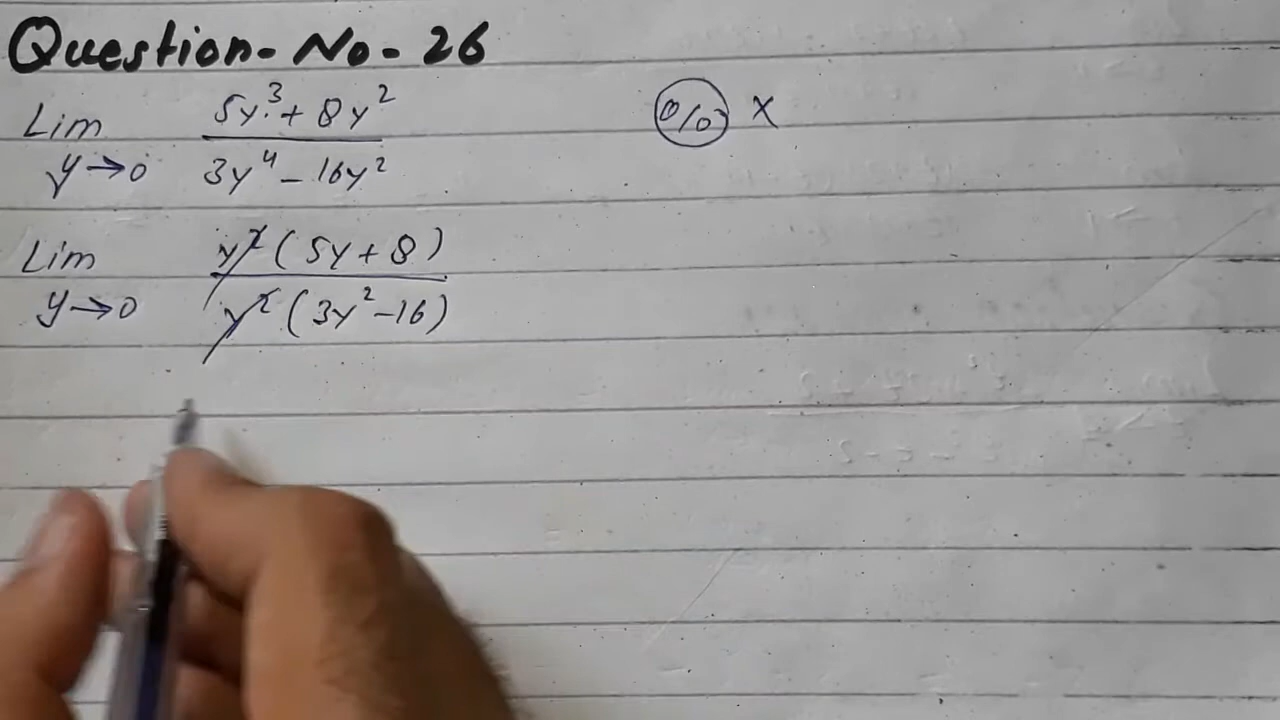 Question-No-26
Lim y→0 5y³+8y² / 3y⁴-16y²
0/0 x
Lim y→0 y²(5y+8) / y²(3y²-16)